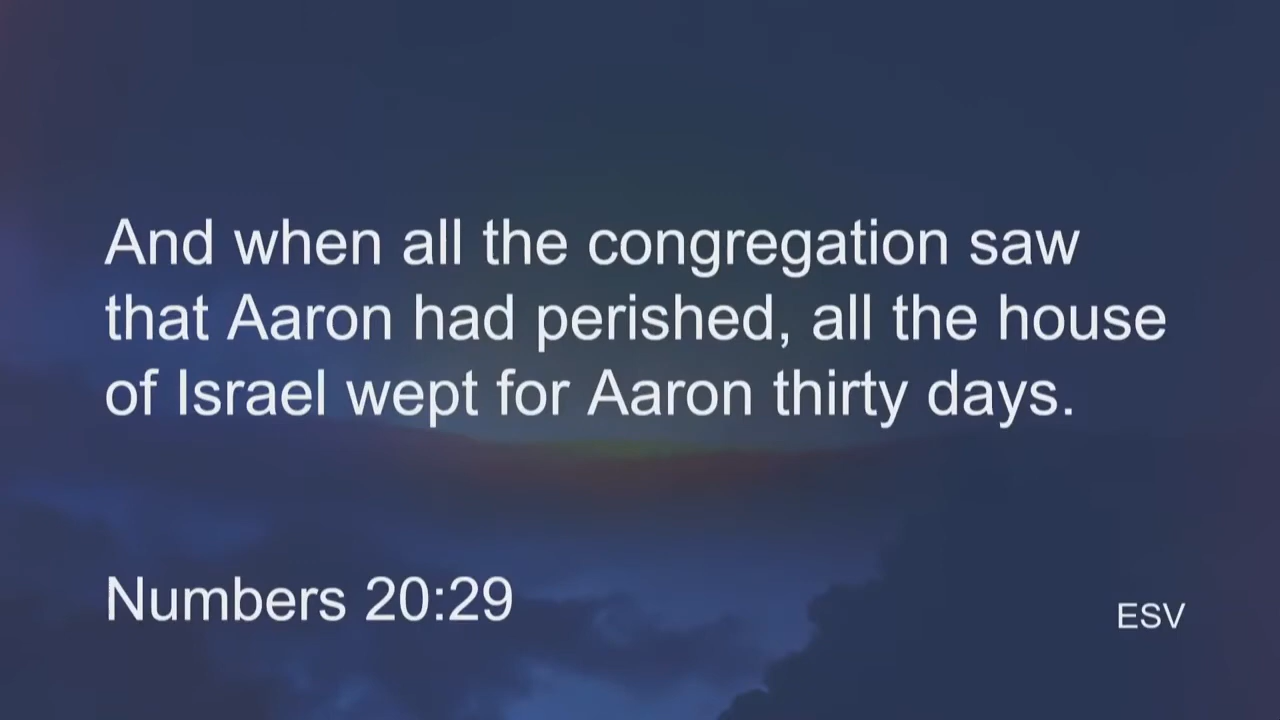 And when all the congregation saw
that Aaron had perished, all the house
of Israel wept for Aaron thirty days.
Numbers 20:29
ESV